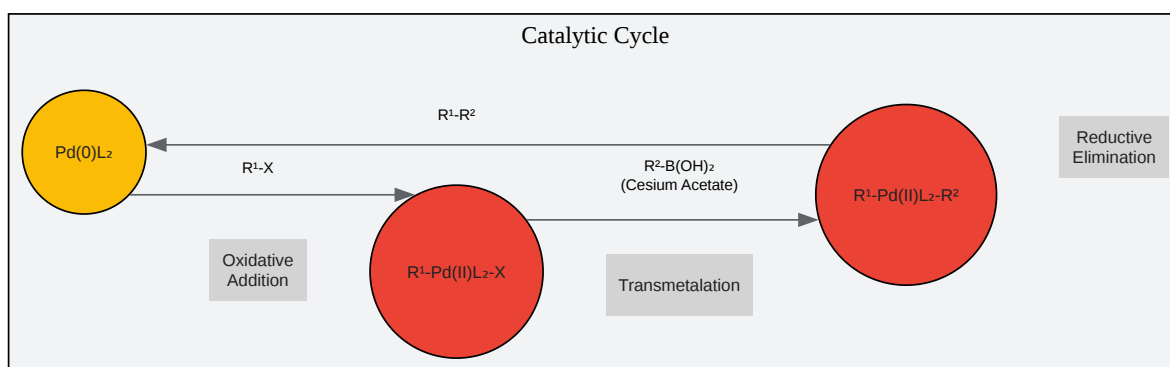 Catalytic Cycle
R¹-R²
Pd(0)L₂
R¹-X
R²-B(OH)₂
(Cesium Acetate)
Reductive
Elimination
R¹-Pd(II)L₂-R²
Oxidative
Addition
R¹-Pd(II)L₂-X
Transmetalation